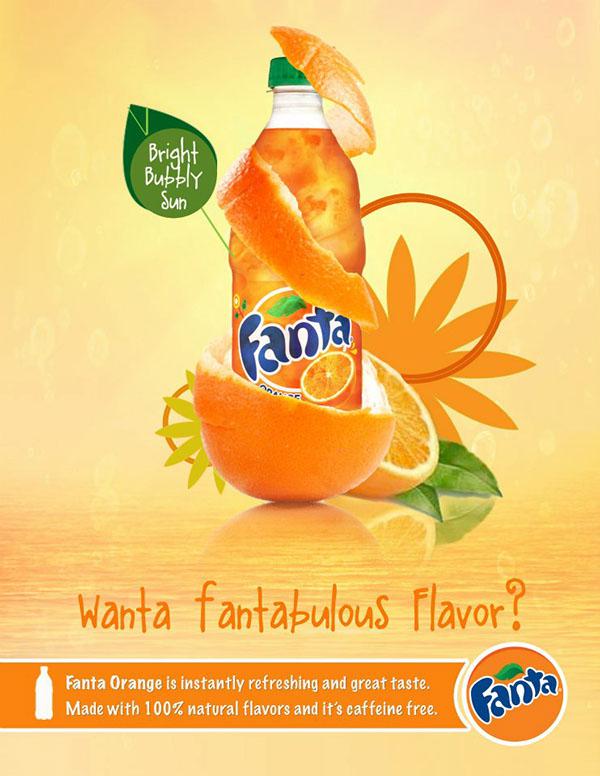 Bright
Bubbly
Sun
Fanta
ORANGE
Wanta fantabulous Flavor?
Fanta Orange is instantly refreshing and great taste.
Made with 100% natural flavors and it's caffeine free.
Fanta